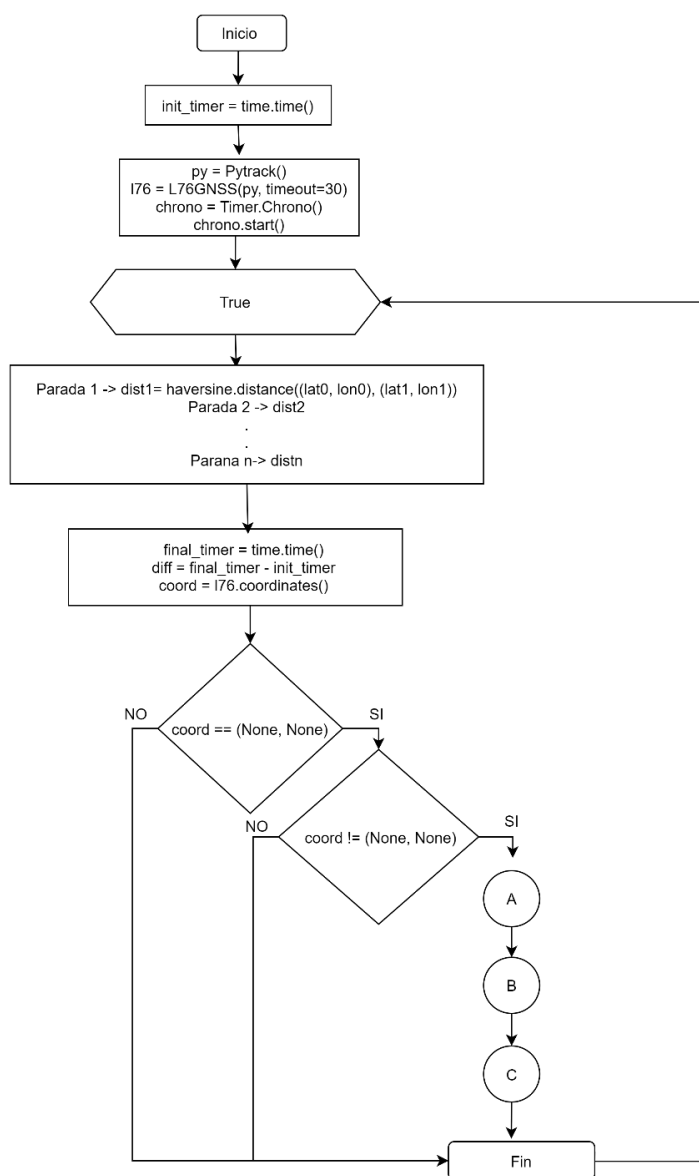 Inicio
init_timer = time.time()
py = Pytrack()
l76 = L76GNSS(py, timeout=30)
chrono = Timer.Chrono()
chrono.start()
True
Parada 1 -> dist1= haversine.distance((lat0, lon0), (lat1, lon1))
Parada 2 -> dist2
.
.
Parana n-> distn
final_timer = time.time()
diff = final_timer - init_timer
coord = l76.coordinates()
NO
SI
coord == (None, None)
NO
SI
coord != (None, None)
A
B
C
Fin